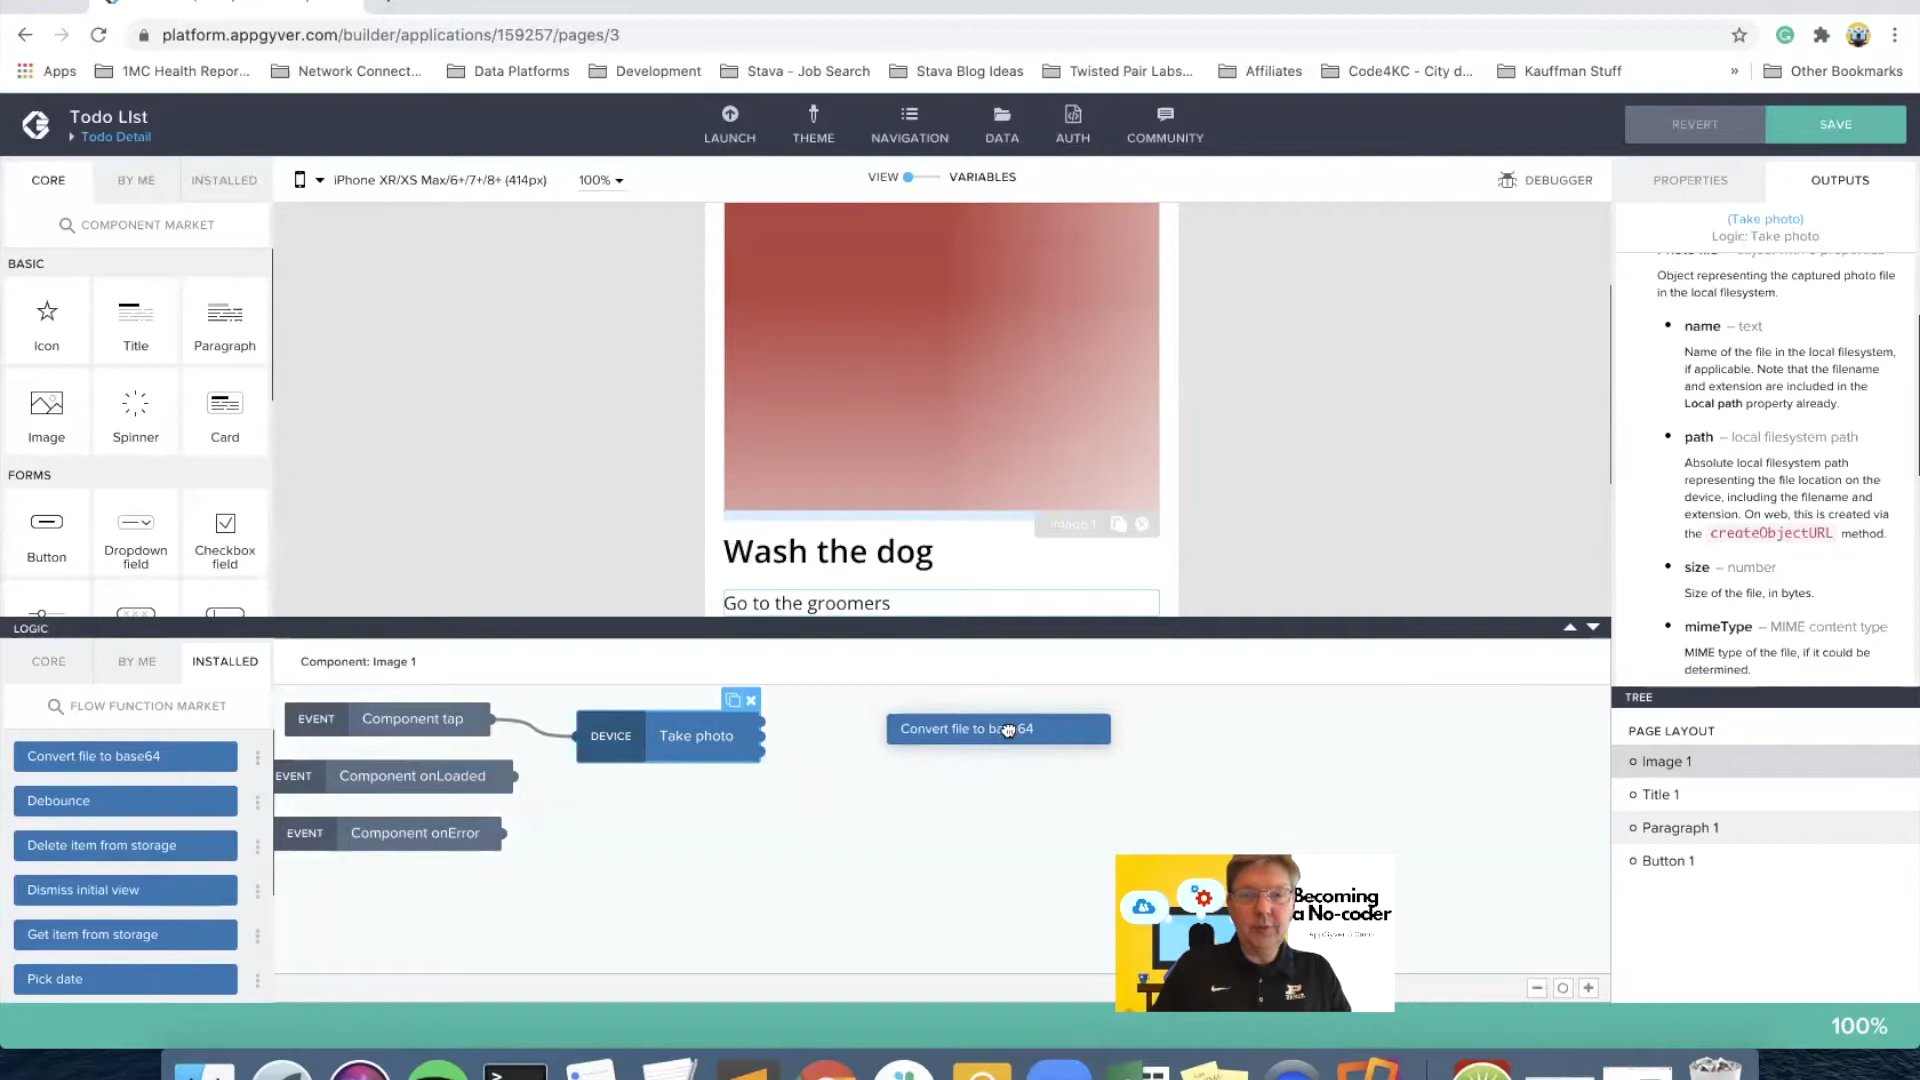 platform.appgyver.com/builder/applications/159257/pages/3
Apps
1MC Health Repor...
Network Connect...
Data Platforms
Development
Stava - Job Search
Stava Blog Ideas
Twisted Pair Labs...
Affiliates
Code4KC - City d...
Kauffman Stuff
»
Other Bookmarks
Todo LIst
Todo Detail
LAUNCH
THEME
NAVIGATION
DATA
AUTH
COMMUNITY
REVERT
SAVE
CORE
BY ME
INSTALLED
iPhone XR/XS Max/6+/7+/8+ (414px)
100%
VIEW
VARIABLES
DEBUGGER
PROPERTIES
OUTPUTS
COMPONENT MARKET
(Take photo)
Logic: Take photo
BASIC
Icon
Title
Paragraph
Image
Spinner
Card
FORMS
Button
Dropdown
field
Checkbox
field
Object representing the captured photo file
in the local filesystem.
name – text
Name of the file in the local filesystem,
if applicable. Note that the filename
and extension are included in the
Local path property already.
path – local filesystem path
Absolute local filesystem path
representing the file location on the
device, including the filename and
extension. On web, this is created via
the createObjectURL method.
size – number
Size of the file, in bytes.
mimeType – MIME content type
MIME type of the file, if it could be
determined.
Image 1
Wash the dog
Go to the groomers
LOGIC
CORE
BY ME
INSTALLED
Component: Image 1
FLOW FUNCTION MARKET
Convert file to base64
Debounce
Delete item from storage
Dismiss initial view
Get item from storage
Pick date
EVENT
Component tap
DEVICE
Take photo
Convert file to base64
EVENT
Component onLoaded
EVENT
Component onError
TREE
PAGE LAYOUT
Image 1
Title 1
Paragraph 1
Button 1
Becoming
a No-coder
100%